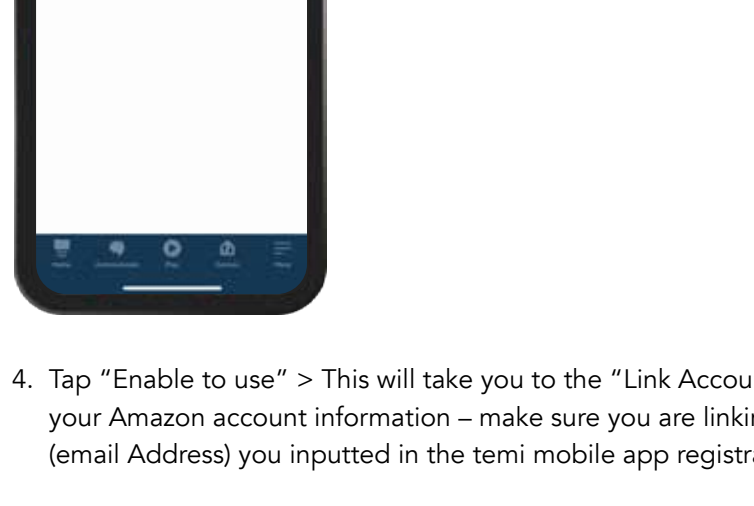 4. Tap “Enable to use” > This will take you to the “Link Accou
your Amazon account information – make sure you are linkin
(email Address) you inputted in the temi mobile app registra